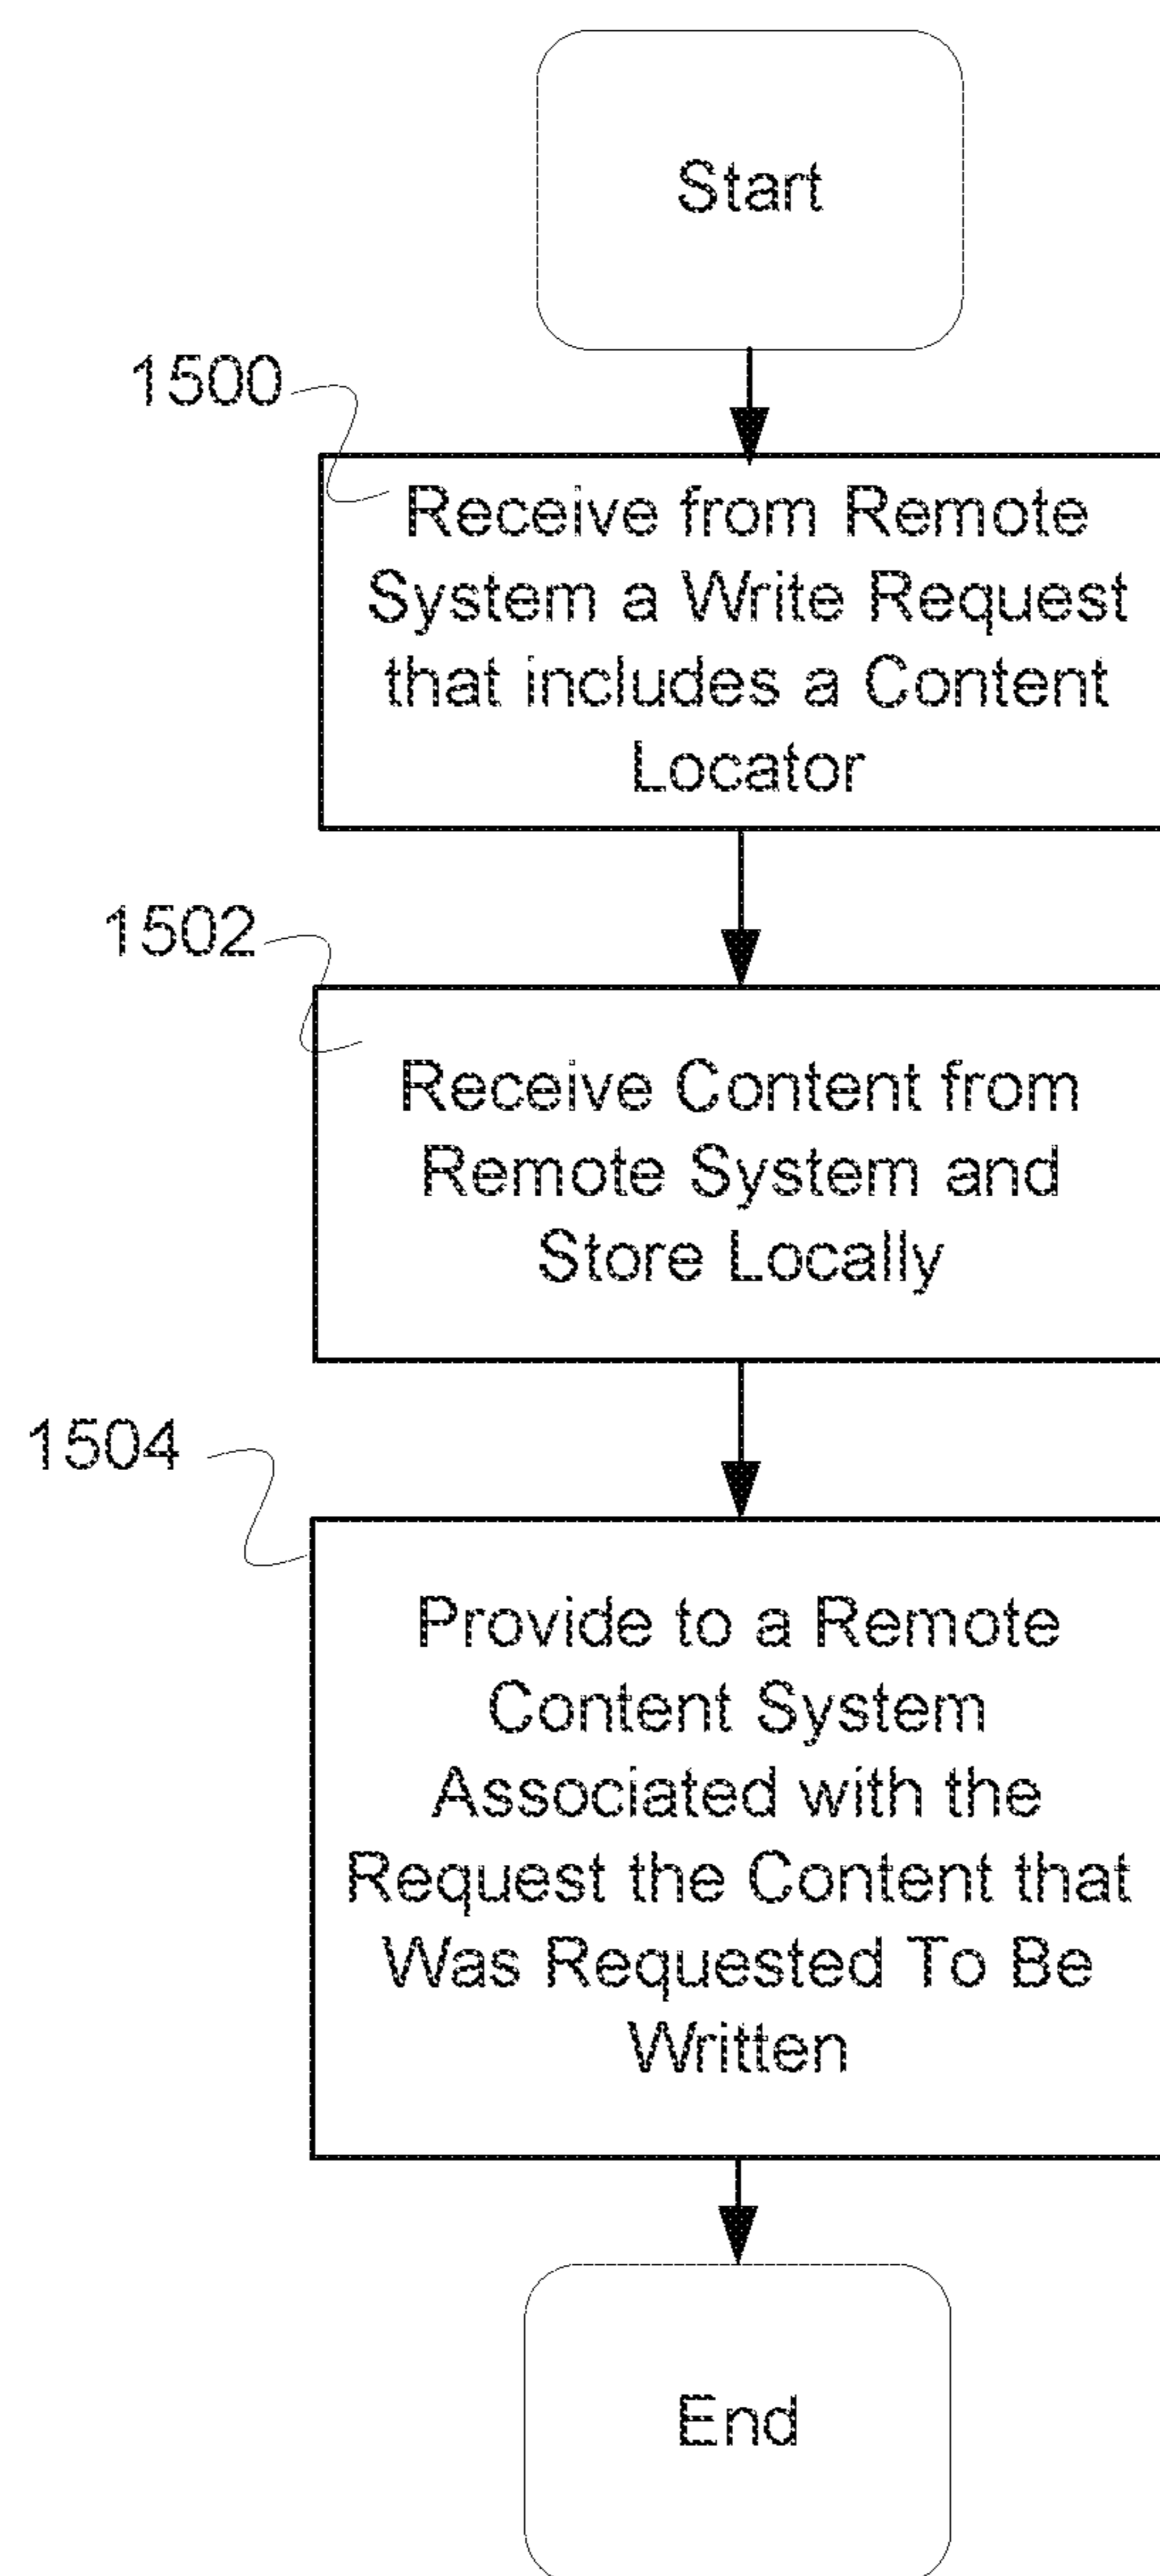 Start
1500
Receive from Remote
System a Write Request
that includes a Content
Locator
1502
Receive Content from
Remote System and
Store Locally
1504
Provide to a Remote
Content System
Associated with the
Request the Content that
Was Requested To Be
Written
End